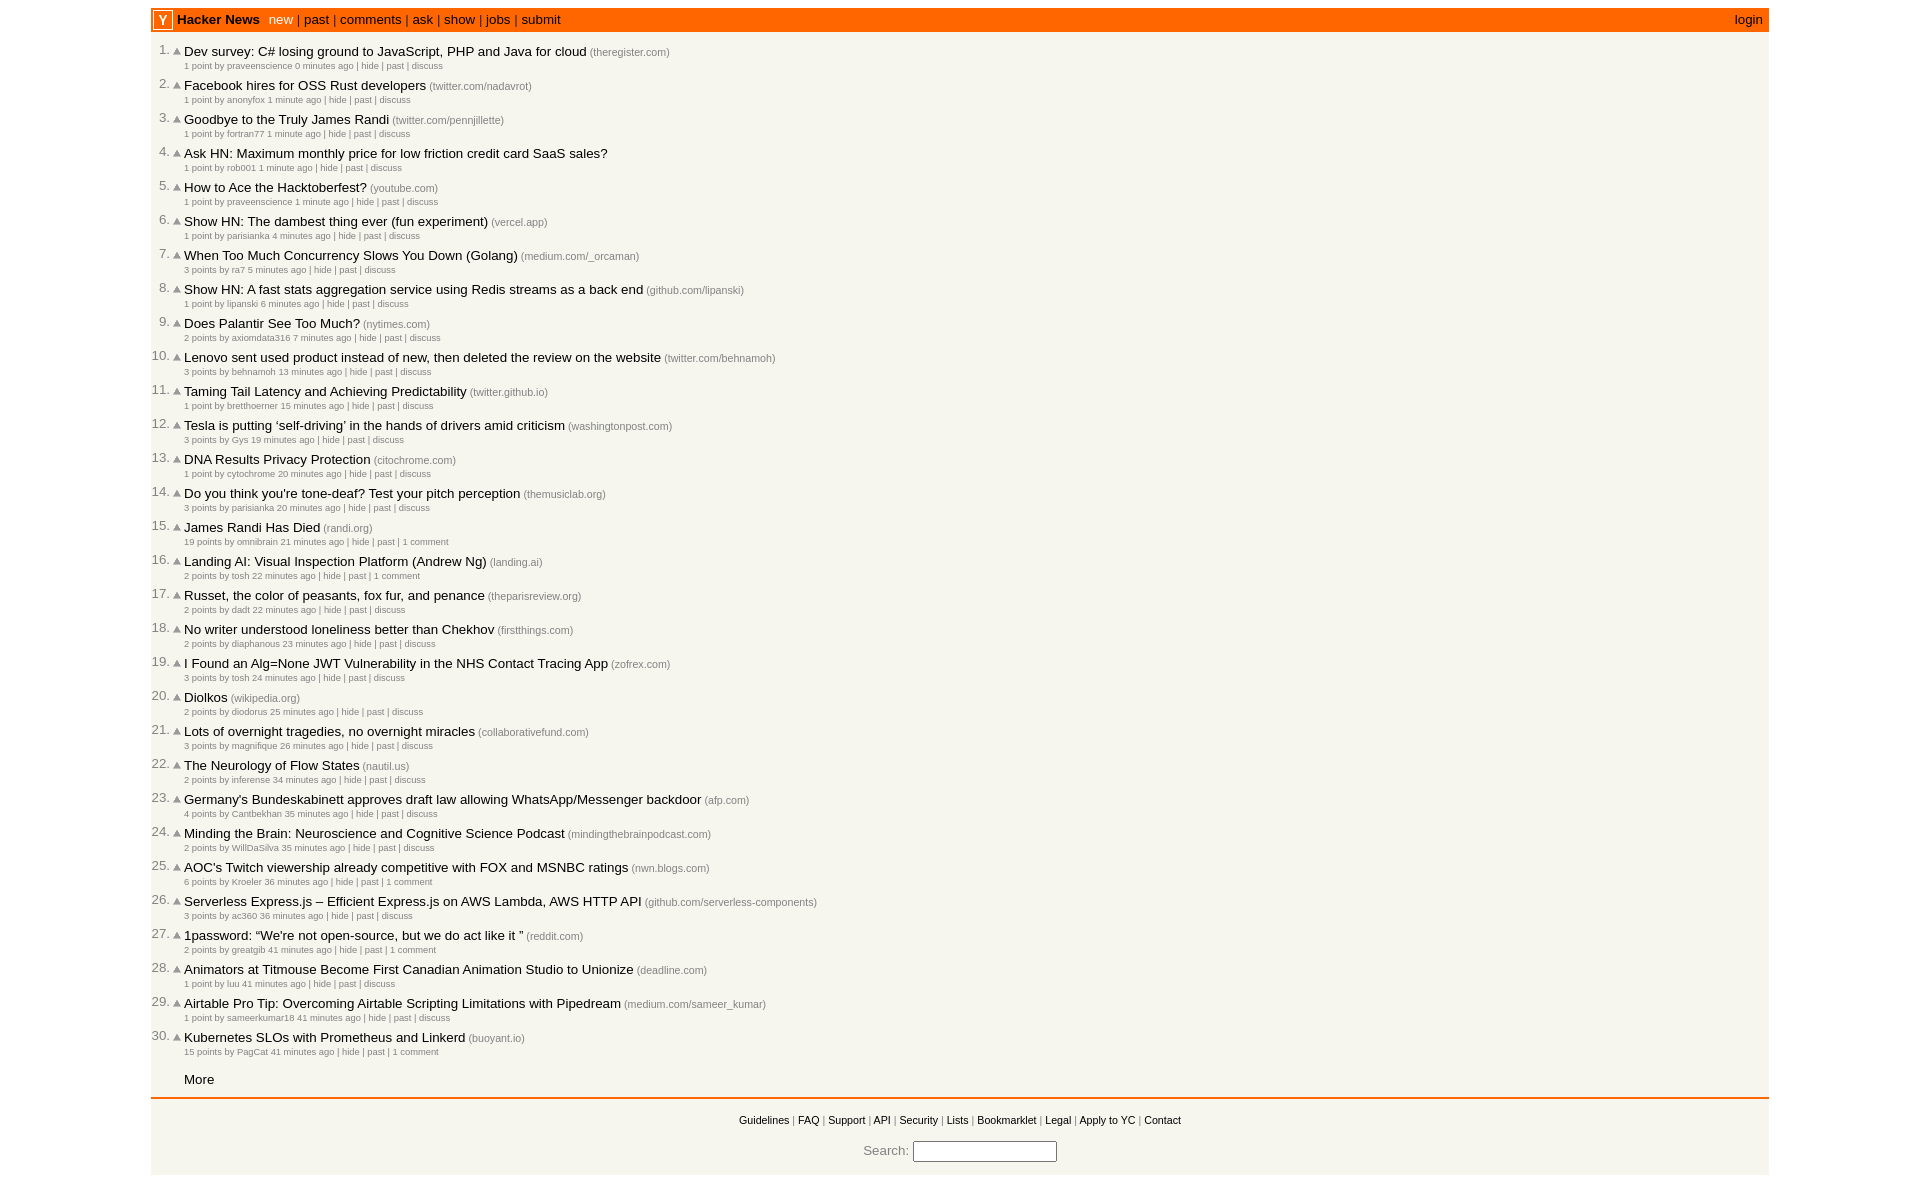 Y Hacker News new | past | comments | ask | show | jobs | submit login
1. Dev survey: C# losing ground to JavaScript, PHP and Java for cloud (theregister.com)
1 point by praveenscience 0 minutes ago | hide | past | discuss
2. Facebook hires for OSS Rust developers (twitter.com/nadavrot)
1 point by anonyfox 1 minute ago | hide | past | discuss
3. Goodbye to the Truly James Randi (twitter.com/pennjillette)
1 point by fortran77 1 minute ago | hide | past | discuss
4. Ask HN: Maximum monthly price for low friction credit card SaaS sales?
1 point by rob001 1 minute ago | hide | past | discuss
5. How to Ace the Hacktoberfest? (youtube.com)
1 point by praveenscience 1 minute ago | hide | past | discuss
6. Show HN: The dambest thing ever (fun experiment) (vercel.app)
1 point by parisianka 4 minutes ago | hide | past | discuss
7. When Too Much Concurrency Slows You Down (Golang) (medium.com/_orcaman)
3 points by ra7 5 minutes ago | hide | past | discuss
8. Show HN: A fast stats aggregation service using Redis streams as a back end (github.com/lipanski)
1 point by lipanski 6 minutes ago | hide | past | discuss
9. Does Palantir See Too Much? (nytimes.com)
2 points by axiomdata316 7 minutes ago | hide | past | discuss
10. Lenovo sent used product instead of new, then deleted the review on the website (twitter.com/behnamoh)
3 points by behnamoh 13 minutes ago | hide | past | discuss
11. Taming Tail Latency and Achieving Predictability (twitter.github.io)
1 point by bretthoerner 15 minutes ago | hide | past | discuss
12. Tesla is putting ‘self-driving’ in the hands of drivers amid criticism (washingtonpost.com)
3 points by Gys 19 minutes ago | hide | past | discuss
13. DNA Results Privacy Protection (citochrome.com)
1 point by cytochrome 20 minutes ago | hide | past | discuss
14. Do you think you're tone-deaf? Test your pitch perception (themusiclab.org)
3 points by parisianka 20 minutes ago | hide | past | discuss
15. James Randi Has Died (randi.org)
19 points by omnibrain 21 minutes ago | hide | past | 1 comment
16. Landing AI: Visual Inspection Platform (Andrew Ng) (landing.ai)
2 points by tosh 22 minutes ago | hide | past | 1 comment
17. Russet, the color of peasants, fox fur, and penance (theparisreview.org)
2 points by dadt 22 minutes ago | hide | past | discuss
18. No writer understood loneliness better than Chekhov (firstthings.com)
2 points by diaphanous 23 minutes ago | hide | past | discuss
19. I Found an Alg=None JWT Vulnerability in the NHS Contact Tracing App (zofrex.com)
3 points by tosh 24 minutes ago | hide | past | discuss
20. Diolkos (wikipedia.org)
2 points by diodorus 25 minutes ago | hide | past | discuss
21. Lots of overnight tragedies, no overnight miracles (collaborativefund.com)
3 points by magnifique 26 minutes ago | hide | past | discuss
22. The Neurology of Flow States (nautil.us)
2 points by inferense 34 minutes ago | hide | past | discuss
23. Germany's Bundeskabinett approves draft law allowing WhatsApp/Messenger backdoor (afp.com)
4 points by Cantbekhan 35 minutes ago | hide | past | discuss
24. Minding the Brain: Neuroscience and Cognitive Science Podcast (mindingthebrainpodcast.com)
2 points by WillDaSilva 35 minutes ago | hide | past | discuss
25. AOC's Twitch viewership already competitive with FOX and MSNBC ratings (nwn.blogs.com)
6 points by Kroeler 36 minutes ago | hide | past | 1 comment
26. Serverless Express.js – Efficient Express.js on AWS Lambda, AWS HTTP API (github.com/serverless-components)
3 points by ac360 36 minutes ago | hide | past | discuss
27. 1password: “We're not open-source, but we do act like it ” (reddit.com)
2 points by greatgib 41 minutes ago | hide | past | 1 comment
28. Animators at Titmouse Become First Canadian Animation Studio to Unionize (deadline.com)
1 point by luu 41 minutes ago | hide | past | discuss
29. Airtable Pro Tip: Overcoming Airtable Scripting Limitations with Pipedream (medium.com/sameer_kumar)
1 point by sameerkumar18 41 minutes ago | hide | past | discuss
30. Kubernetes SLOs with Prometheus and Linkerd (buoyant.io)
15 points by PagCat 41 minutes ago | hide | past | 1 comment
More
Guidelines | FAQ | Support | API | Security | Lists | Bookmarklet | Legal | Apply to YC | Contact
Search: